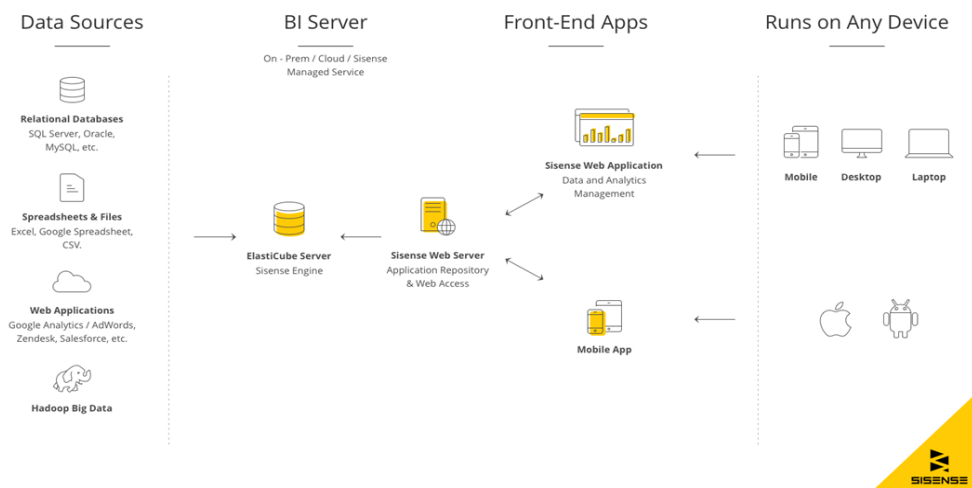 Data Sources
BI Server
Front-End Apps
Runs on Any Device
On - Prem / Cloud / Sisense
Managed Service
Relational Databases
SQL Server, Oracle,
MySQL, etc.
Spreadsheets & Files
Excel, Google Spreadsheet,
CSV.
Web Applications
Google Analytics / AdWords,
Zendesk, Salesforce, etc.
Hadoop Big Data
ElastiCube Server
Sisense Engine
Sisense Web Server
Application Repository
& Web Access
Sisense Web Application
Data and Analytics
Management
Mobile App
Mobile
Desktop
Laptop
SISENSE